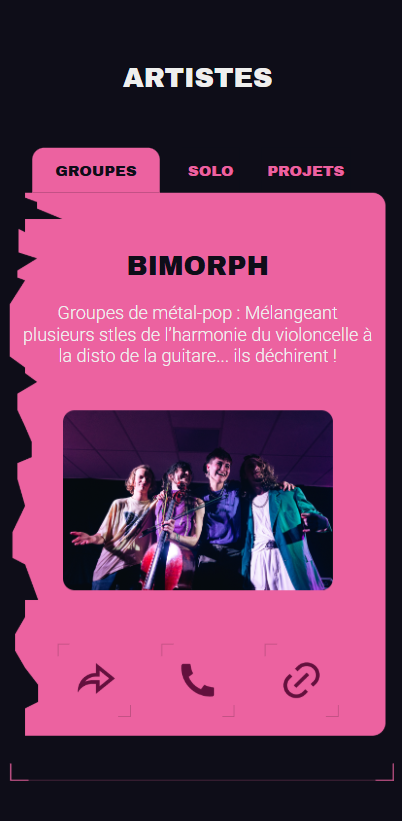 ARTISTES
GROUPES SOLO PROJETS
BIMORPH
Groupes de métal-pop : Mélangeant
plusieurs stles de l'harmonie du violoncelle à
la disto de la guitare... ils déchirent !